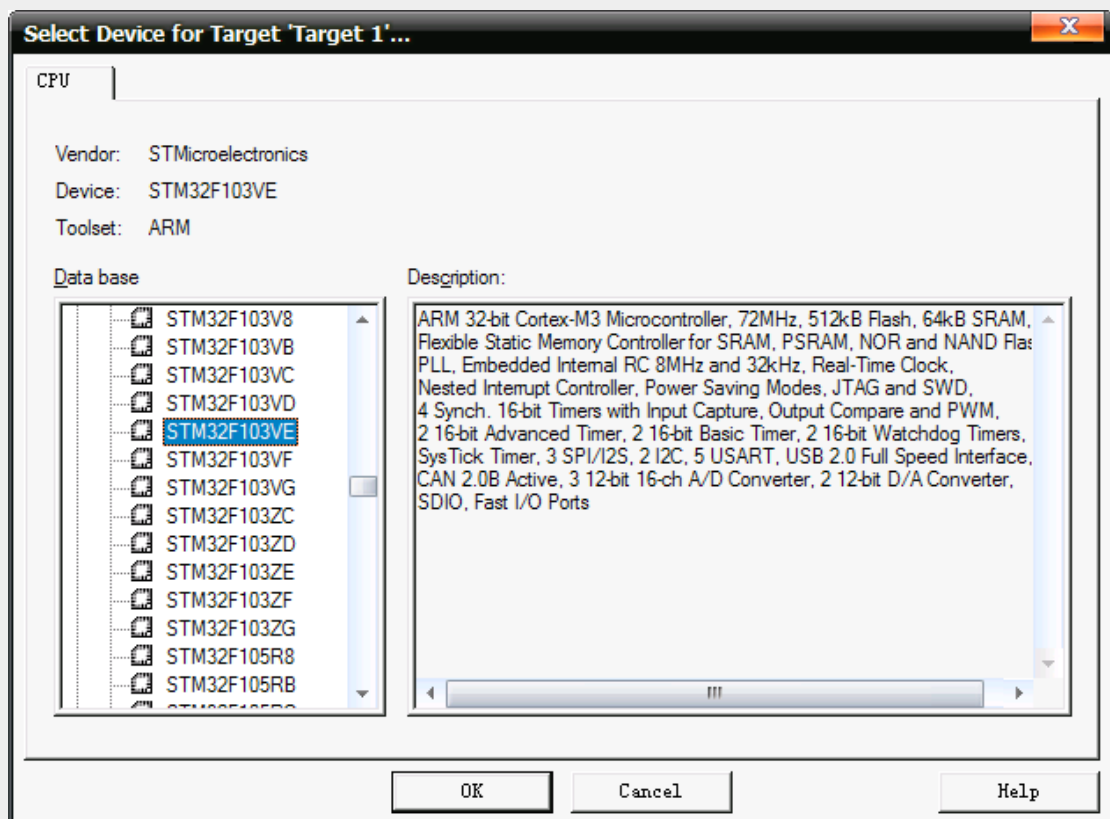 Select Device for Target 'Target 1'...
CPU
Vendor: STMicroelectronics
Device: STM32F103VE
Toolset: ARM
Data base
Description:
STM32F103V8
STM32F103VB
STM32F103VC
STM32F103VD
STM32F103VE
STM32F103VF
STM32F103VG
STM32F103ZC
STM32F103ZD
STM32F103ZE
STM32F103ZF
STM32F103ZG
STM32F105R8
STM32F105RB
ARM 32-bit Cortex-M3 Microcontroller, 72MHz, 512kB Flash, 64kB SRAM,
Flexible Static Memory Controller for SRAM, PSRAM, NOR and NAND Flas
PLL, Embedded Internal RC 8MHz and 32kHz, Real-Time Clock,
Nested Interrupt Controller, Power Saving Modes, JTAG and SWD,
4 Synch. 16-bit Timers with Input Capture, Output Compare and PWM,
2 16-bit Advanced Timer, 2 16-bit Basic Timer, 2 16-bit Watchdog Timers,
SysTick Timer, 3 SPI/I2S, 2 I2C, 5 USART, USB 2.0 Full Speed Interface,
CAN 2.0B Active, 3 12-bit 16-ch A/D Converter, 2 12-bit D/A Converter,
SDIO, Fast I/O Ports
OK
Cancel
Help